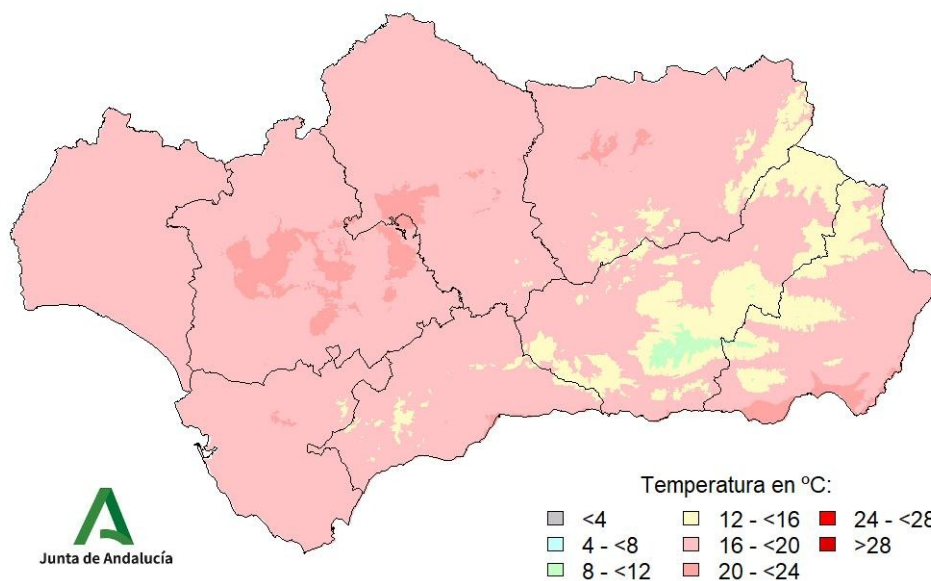 Temperatura en ºC:
<4
4 - <8
8 - <12
12 - <16
16 - <20
20 - <24
24 - <28
>28
Junta de Andalucía